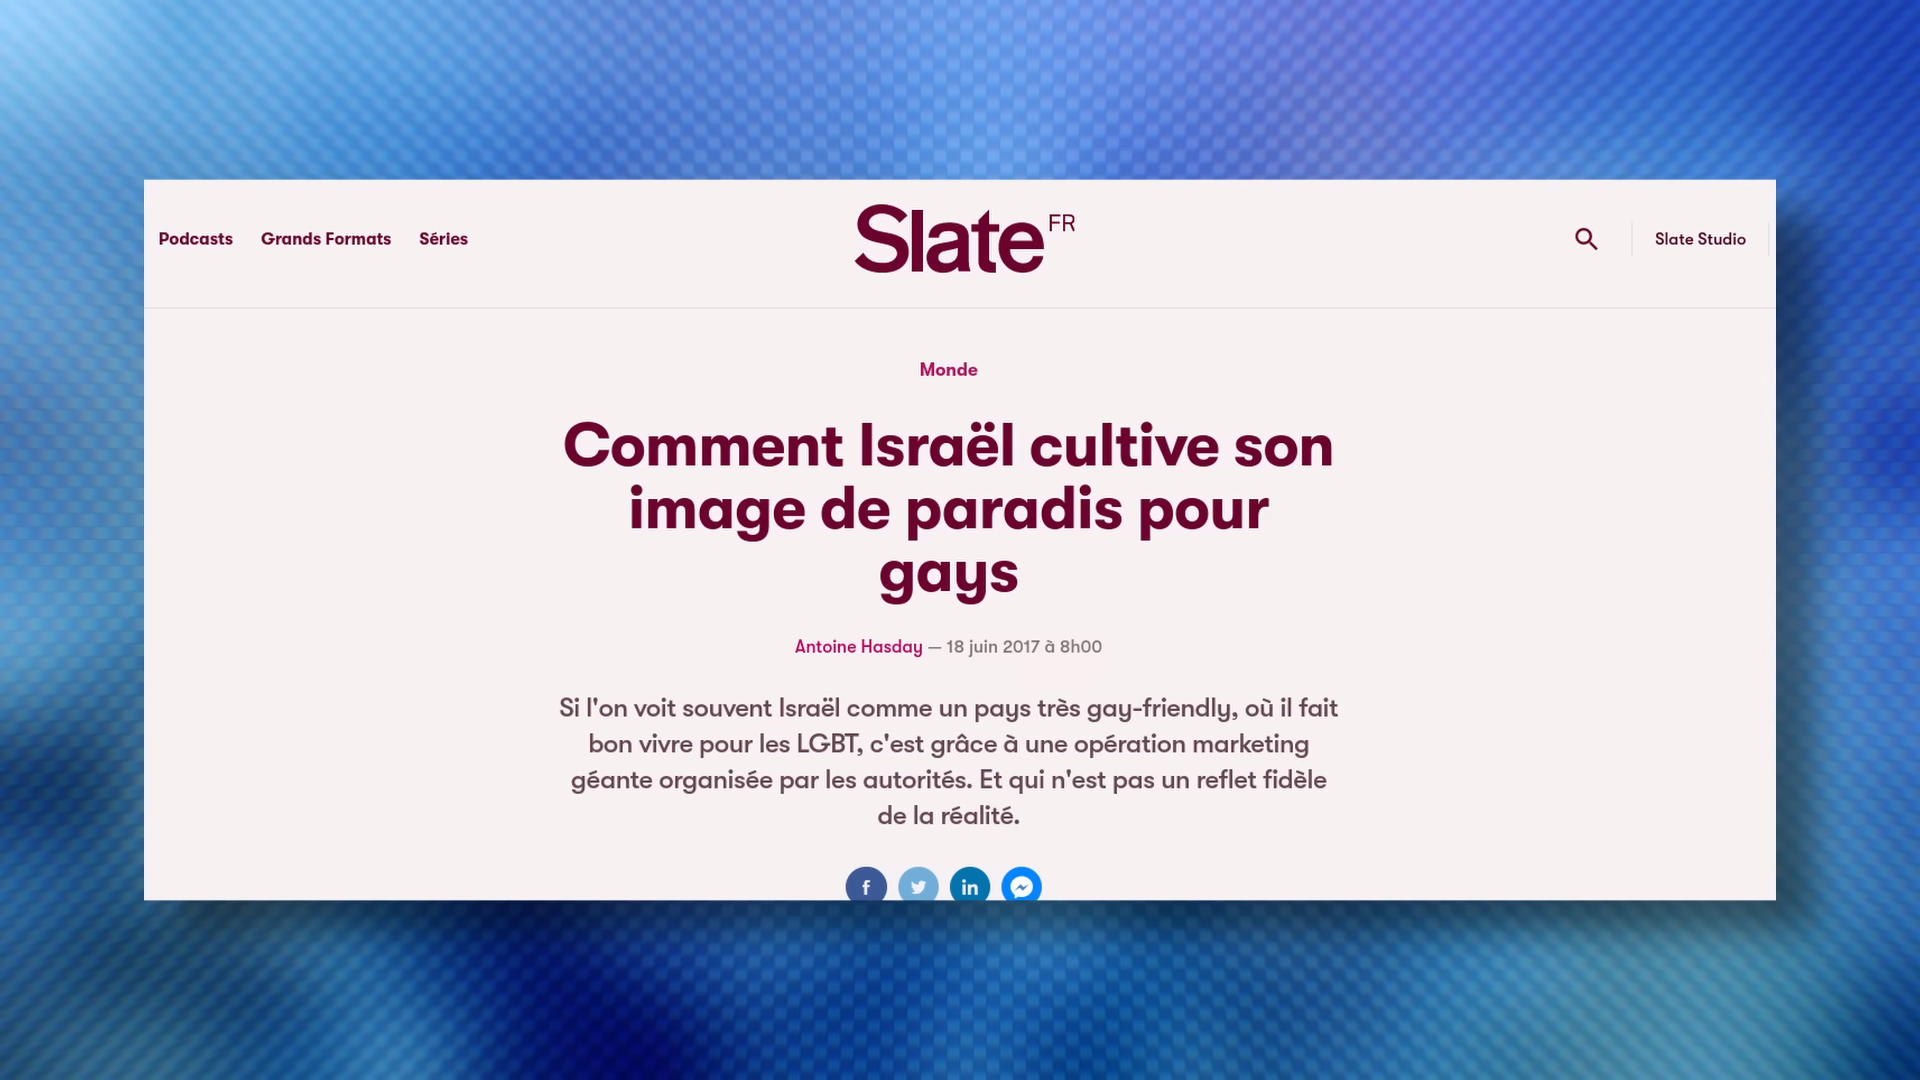 Podcasts Grands Formats Séries
Slate FR
Slate Studio
Monde
Comment Israël cultive son
image de paradis pour
gays
Antoine Hasday — 18 juin 2017 à 8h00
Si l'on voit souvent Israël comme un pays très gay-friendly, où il fait
bon vivre pour les LGBT, c'est grâce à une opération marketing
géante organisée par les autorités. Et qui n'est pas un reflet fidèle
de la réalité.
f
in